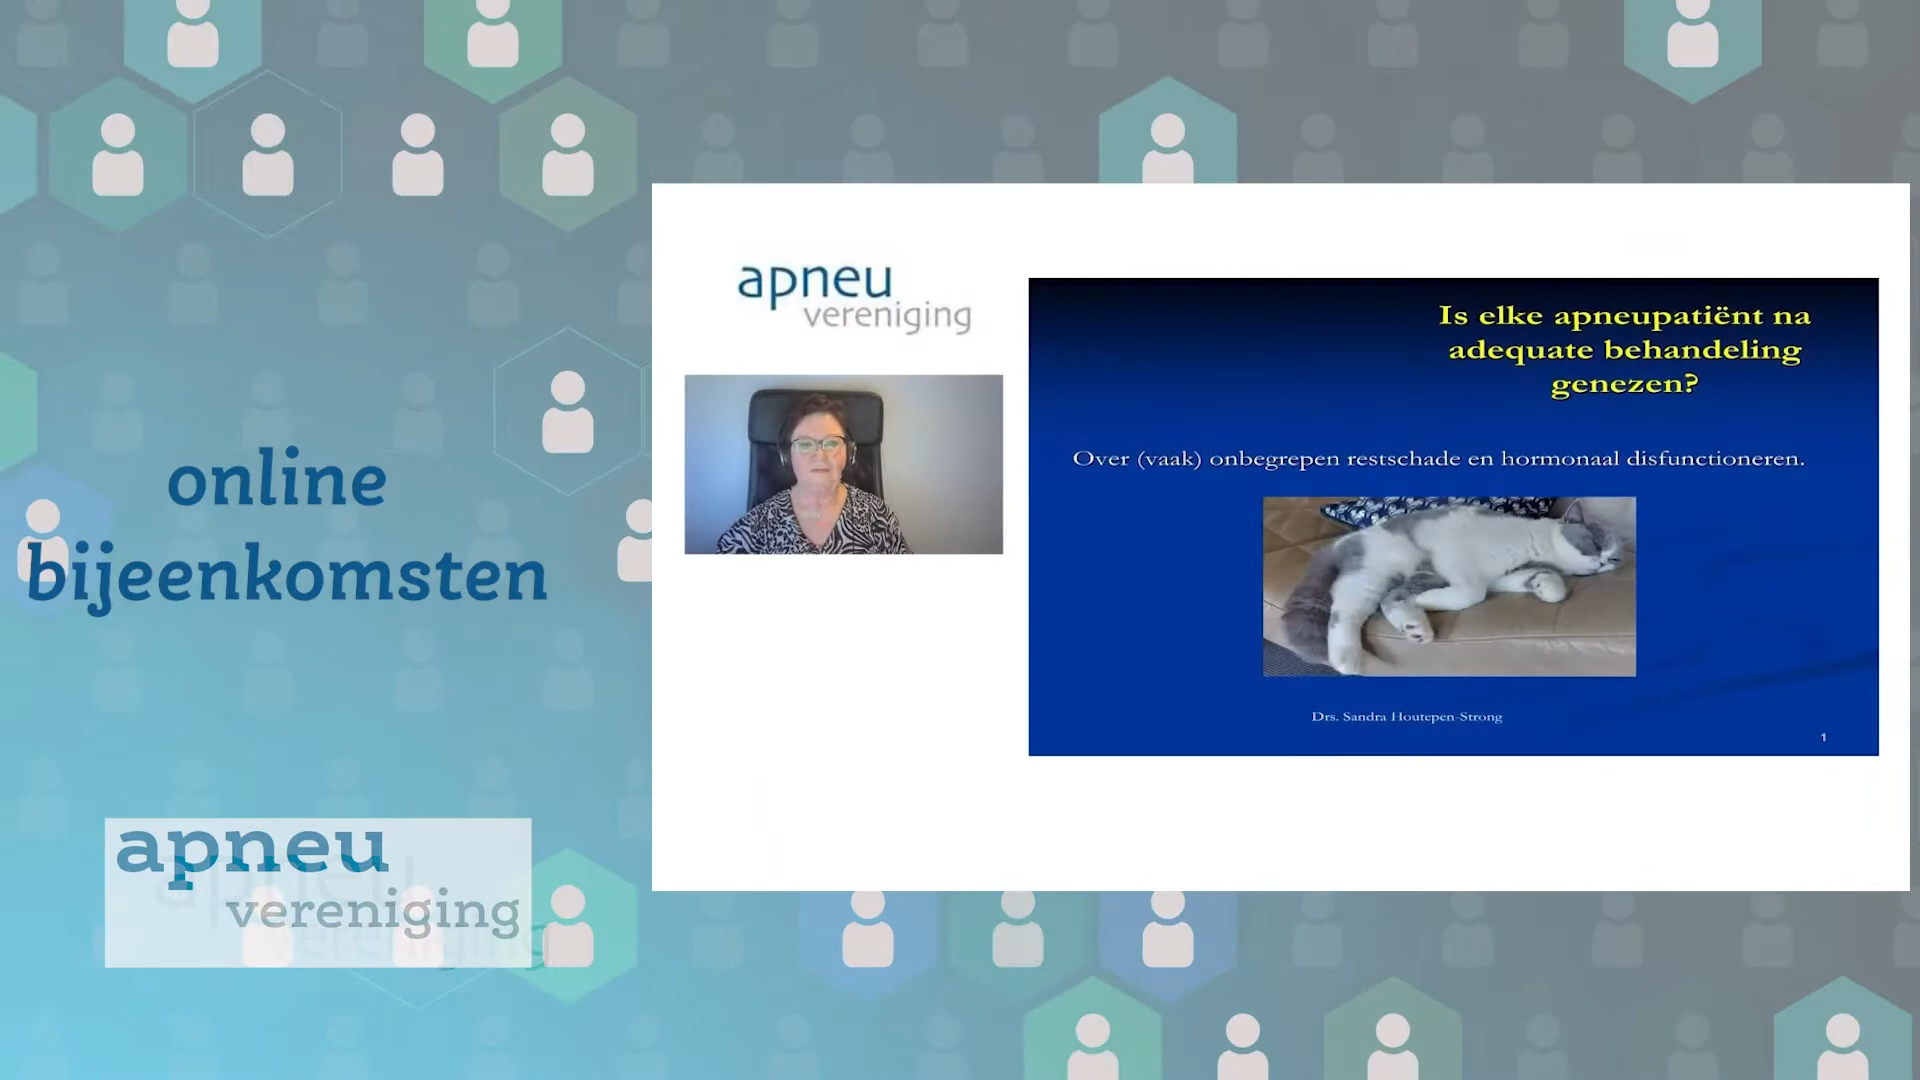 online
bijeenkomsten
apneu
vereniging
apneu
vereniging
Is elke apneupatiënt na
adequate behandeling
genezen?
Over (vaak) onbegrepen restschade en hormonaal disfunctioneren.
Drs. Sandra Houtepen-Strong
1